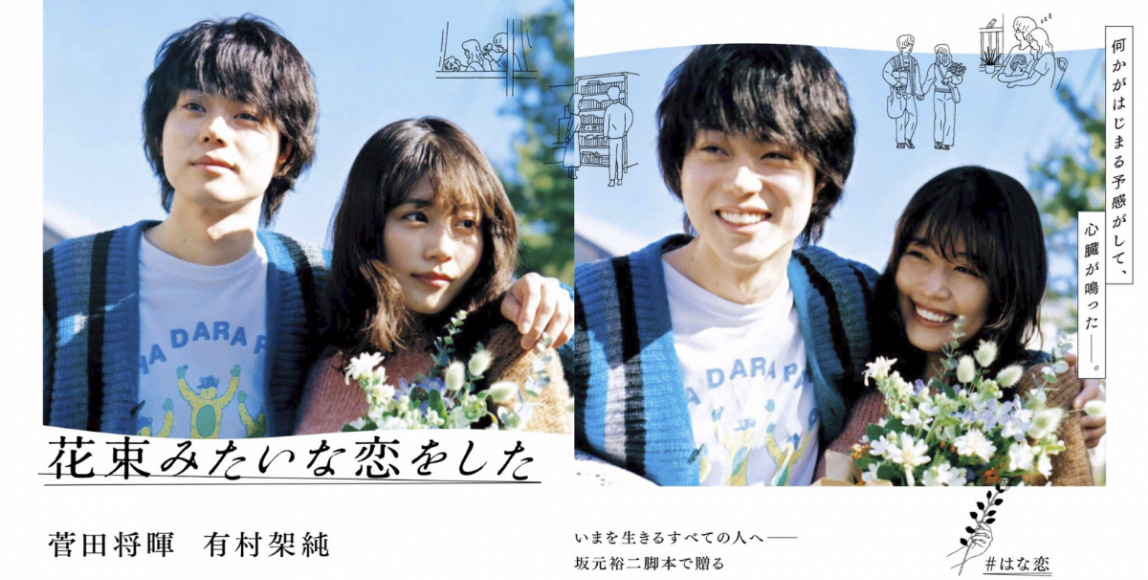 DARA DARA P
花束みたいな恋をした
菅田将暉 有村架純
zzz
何かがはじまる予感がして、
心臓が鳴った──。
A DARA PA
いまを生きるすべての人へ──
坂元裕二脚本で贈る
#はな恋